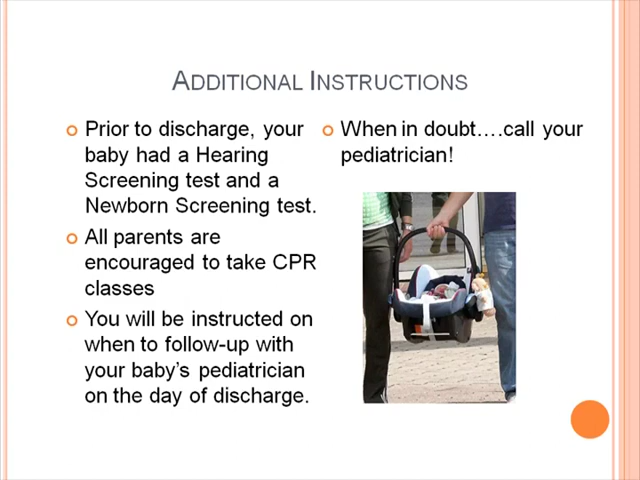 ADDITIONAL INSTRUCTIONS
Prior to discharge, your
baby had a Hearing
Screening test and a
Newborn Screening test.
All parents are
encouraged to take CPR
classes
You will be instructed on
when to follow-up with
your baby's pediatrician
on the day of discharge.
When in doubt….call your
pediatrician!